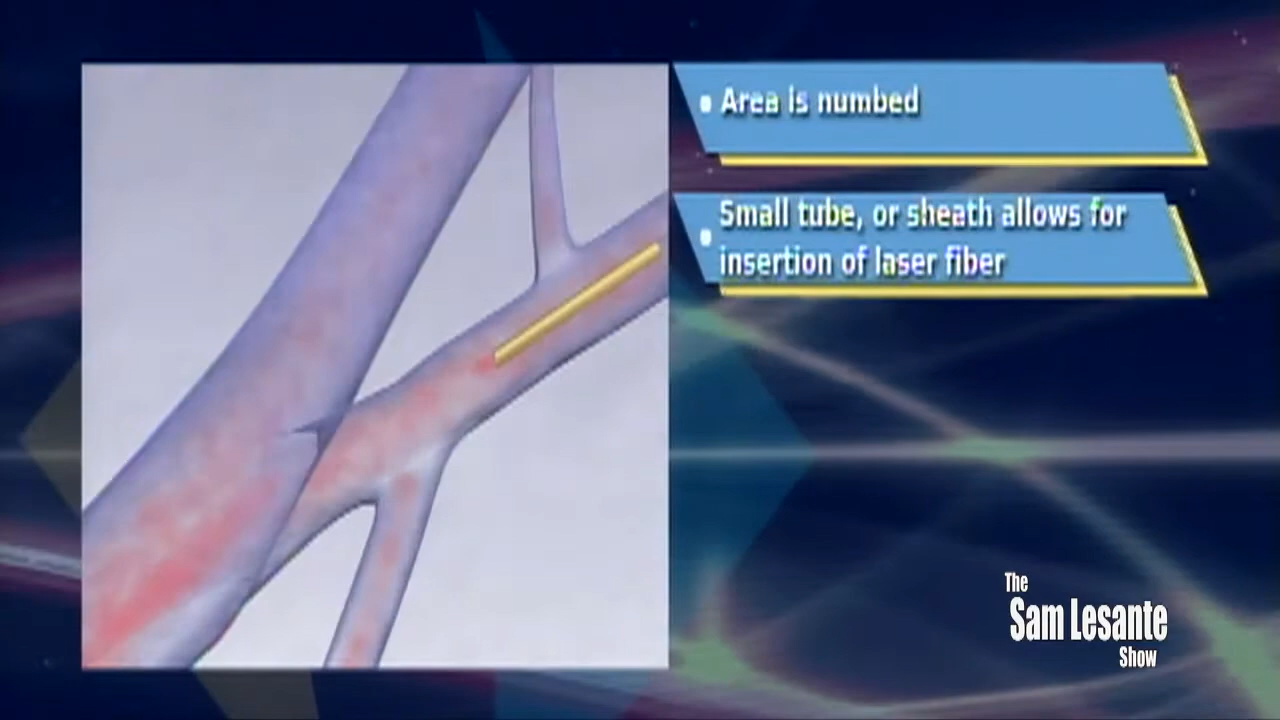 Area is numbed
Small tube, or sheath allows for
insertion of laser fiber
The
Sam Lesante
Show